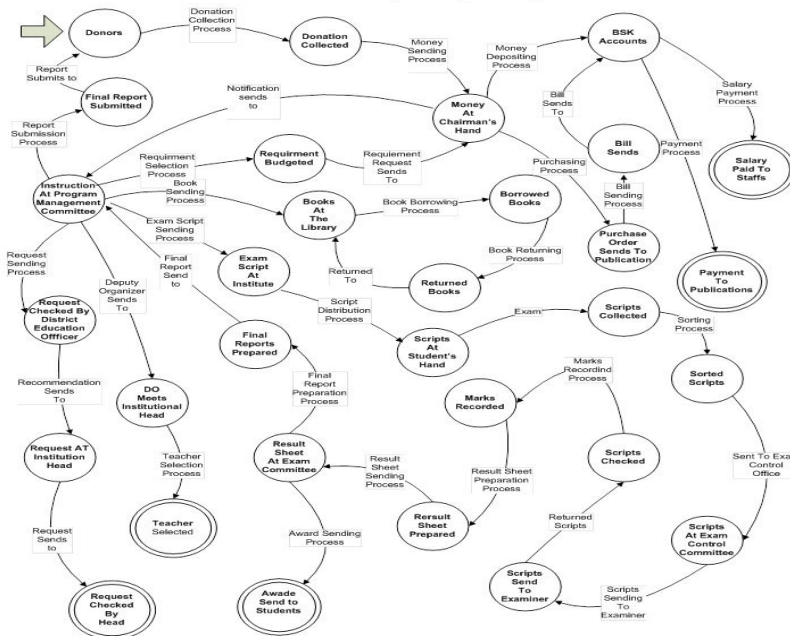 Donation
Collection
Process
Donors
Donation
Collected
Money
Sending
Process
Money
Depositing
Process
BSK
Accounts
Report
Submits to
Final Report
Submitted
Notification
sends
to
Money
At
Chairman's
Hand
Bill
Sends
To
Salary
Payment
Process
Report
Submission
Process
Requirment
Selection
Process
Requirment
Budgeted
Requiement
Request
Sends
To
Purchasing
Process
Bill
Sends
Payment
Process
Salary
Paid To
Staffs
Instruction
At Program
Management
Committee
Book
Sending
Process
Books
At
The
Library
Book Borrowing
Process
Borrowed
Books
Bill
Sending
Process
Exam Script
Sending
Process
Purchase
Order
Sends To
Publication
Request
Sending
Process
Deputy
Organizer
Sends
To
Final
Report
Send
to
Exam
Script
At
Institute
Returned
To
Returned
Books
Book Returning
Process
Payment
To
Publications
Request
Checked By
District
Education
Offficer
Script
Distribution
Process
Exam
Scripts
Collected
Sorting
Process
Final
Reports
Prepared
Scripts
At
Student's
Hand
Recommendation
Sends
To
DO
Meets
Institutional
Head
Final
Report
Preparation
Process
Marks
Recorded
Marks
Recordind
Process
Sorted
Scripts
Request AT
Institution
Head
Teacher
Selection
Process
Result
Sheet
At Exam
Committee
Result
Sheet
Sending
Process
Result Sheet
Preparation
Process
Scripts
Checked
Sent To Exa
Control
Office
Teacher
Selected
Rersult
Sheet
Prepared
Returned
Scripts
Scripts
At Exam
Control
Committee
Request
Sends
to
Award Sending
Process
Scripts
Send
To
Examiner
Scripts
Sending
To
Examiner
Request
Checked
By
Head
Awade
Send to
Students